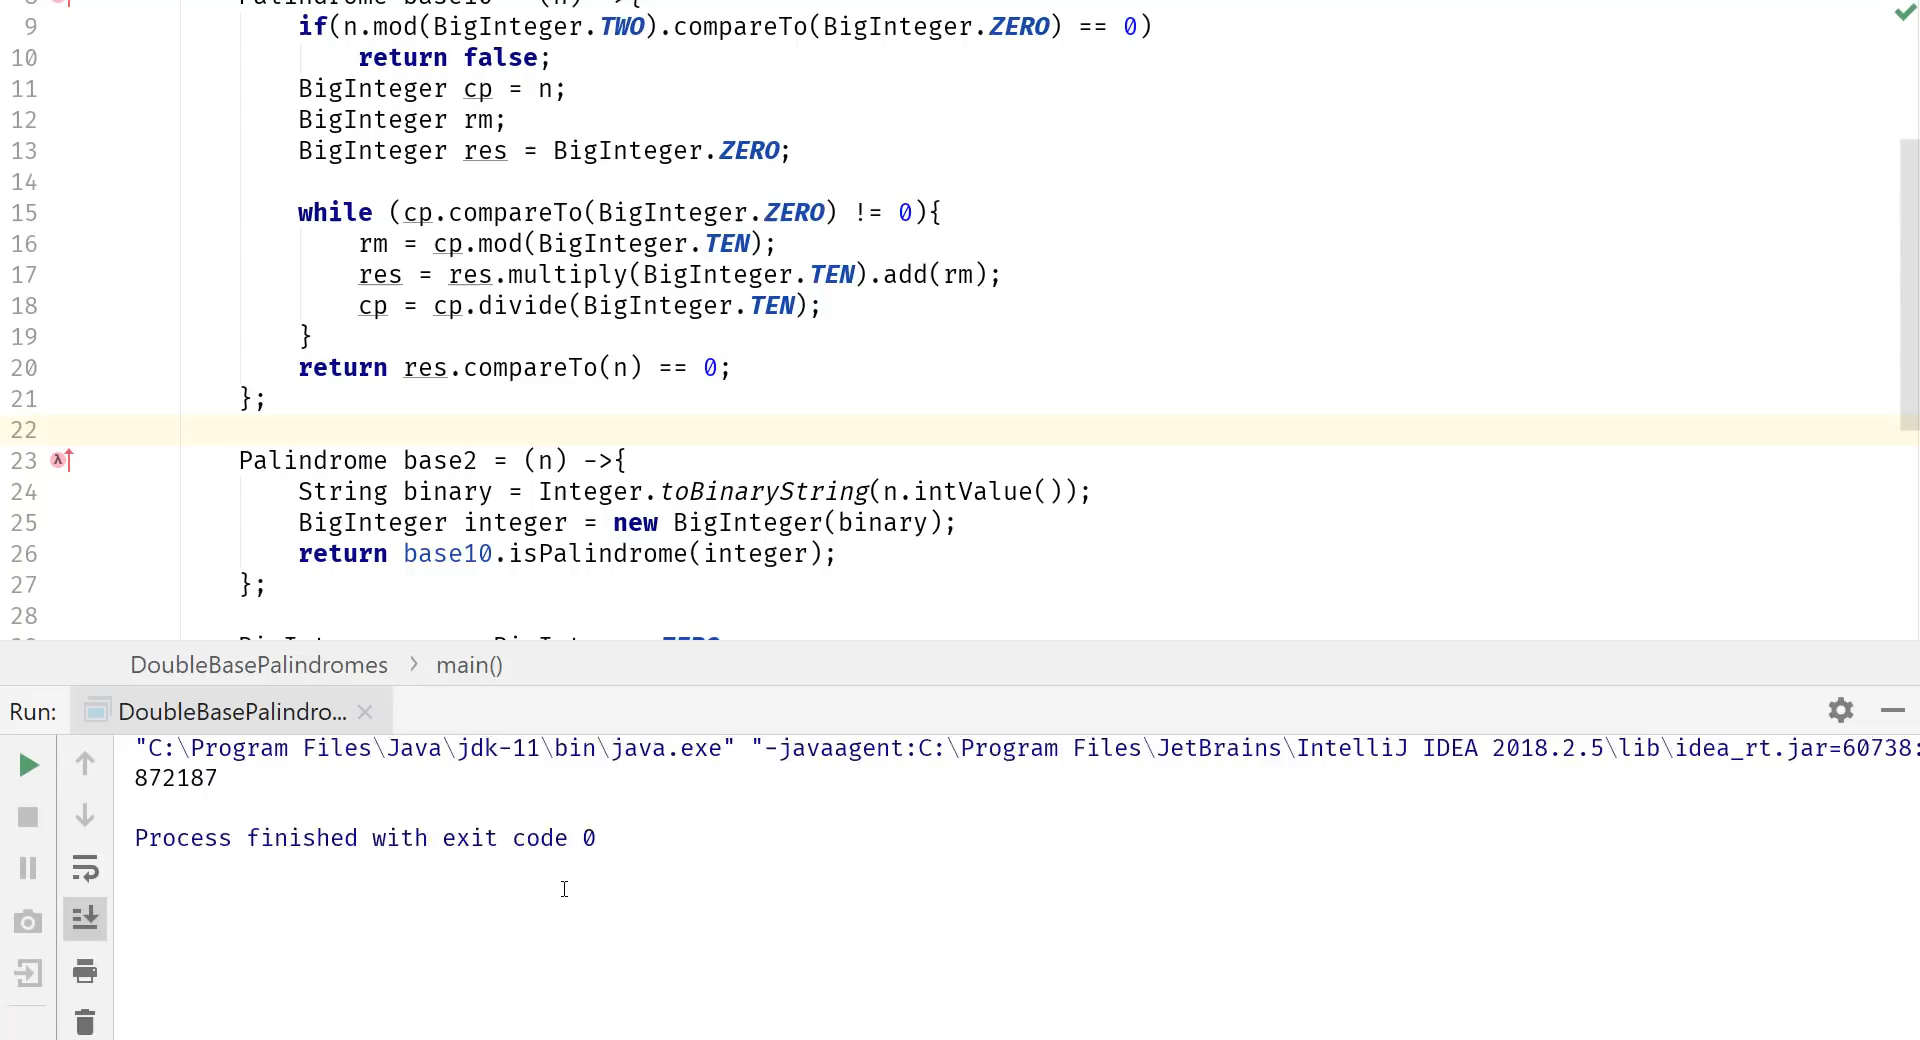 9 if(n.mod(BigInteger.TWO).compareTo(BigInteger.ZERO) == 0)
10 return false;
11 BigInteger cp = n;
12 BigInteger rm;
13 BigInteger res = BigInteger.ZERO;
14
15 while (cp.compareTo(BigInteger.ZERO) != 0){
16 rm = cp.mod(BigInteger.TEN);
17 res = res.multiply(BigInteger.TEN).add(rm);
18 cp = cp.divide(BigInteger.TEN);
19 }
20 return res.compareTo(n) == 0;
21 };
22
23 Palindrome base2 = (n) ->{
24 String binary = Integer.toBinaryString(n.intValue());
25 BigInteger integer = new BigInteger(binary);
26 return base10.isPalindrome(integer);
27 };
28
DoubleBasePalindromes › main()
Run: DoubleBasePalindro... ×
"C:\Program Files\Java\jdk-11\bin\java.exe" "-javaagent:C:\Program Files\JetBrains\IntelliJ IDEA 2018.2.5\lib\idea_rt.jar=60738:
872187
Process finished with exit code 0